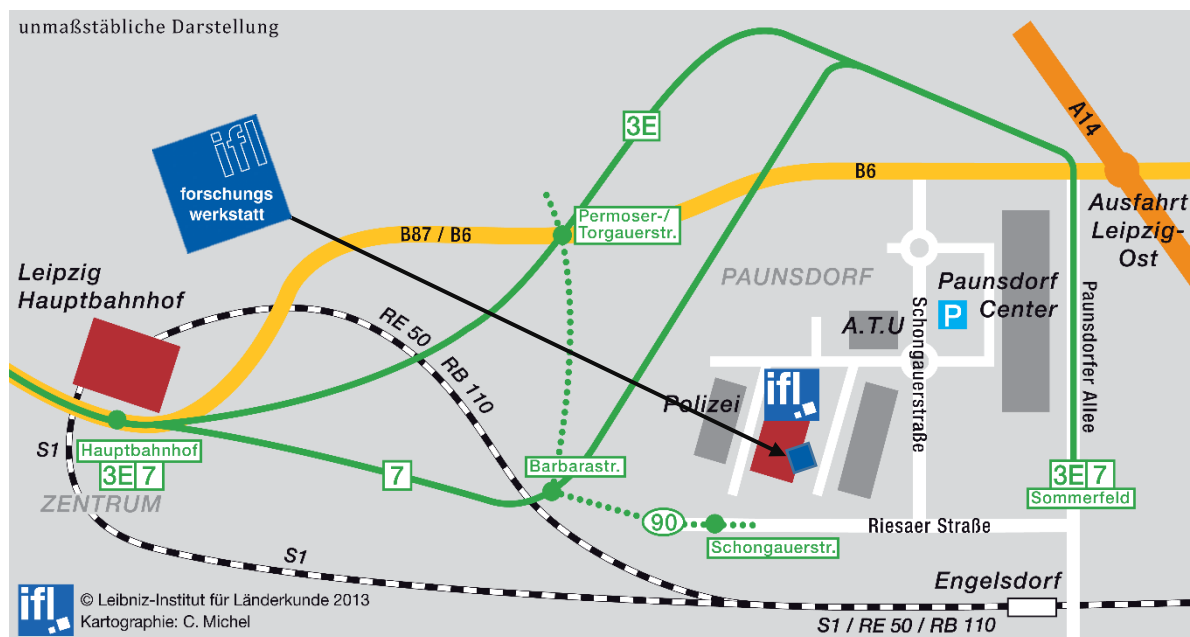 unmaßstäbliche Darstellung
ifl
forschungs
werkstatt
3E
A14
B6
Permoser-/
Torgauerstr.
B87 / B6
Ausfahrt
Leipzig-
Ost
Leipzig
Hauptbahnhof
PAUNSDORF
Paunsdorf
Center
P
A.T.U
Schongauerstraße
Paunsdorfer Allee
RE 50
RB 110
ifl
Polizei
S1
Hauptbahnhof
3E 7
ZENTRUM
7
Barbarastr.
3E 7
Sommerfeld
90
Schongauerstr.
Riesaer Straße
S1
Engelsdorf
S1 / RE 50 / RB 110
ifl
© Leibniz-Institut für Länderkunde 2013
Kartographie: C. Michel